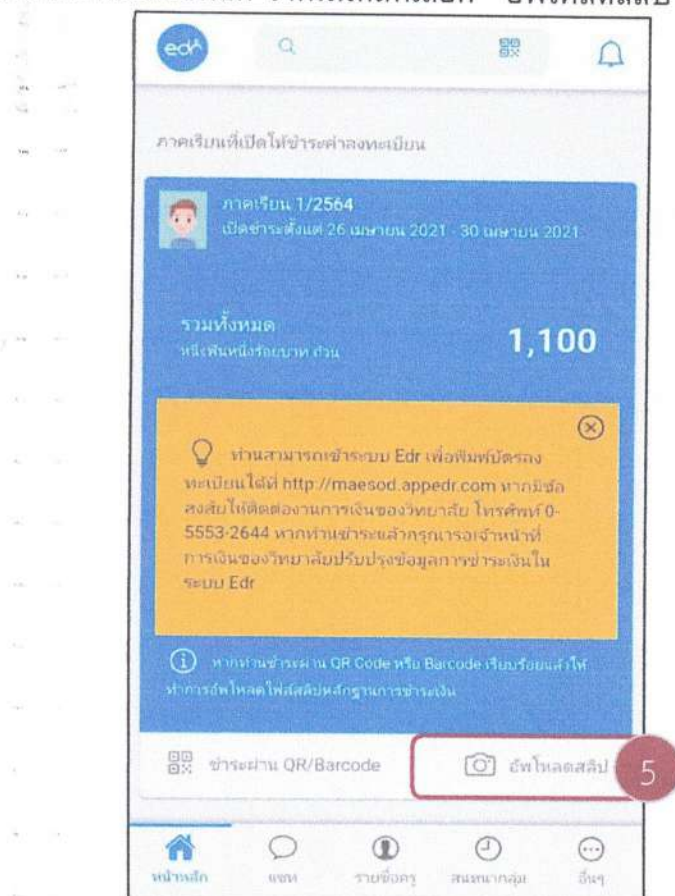 edr
ภาคเรียนที่เปิดให้ชำระค่าลงทะเบียน
ภาคเรียน 1/2564
เปิดชำระตั้งแต่ 26 เมษายน 2021 - 30 เมษายน 2021
รวมทั้งหมด
1,100
หนึ่งพันหนึ่งร้อยบาท ถ้วน
ท่านสามารถเข้าระบบ Edr เพื่อพิมพ์บัตรลง
ทะเบียนได้ที่ http://maesod.appedr.com หากมีข้อ
สงสัยให้ติดต่องานการเงินของวิทยาลัย โทรศัพท์ 0-
5553-2644 หากท่านชำระแล้วกรุณารอเจ้าหน้าที่
การเงินของวิทยาลัยปรับปรุงข้อมูลการชำระเงินใน
ระบบ Edr
หากท่านชำระผ่าน QR Code หรือ Barcode เรียบร้อยแล้วให้
ทำการอัพโหลดไฟล์สลิปหลักฐานการชำระเงิน
ชำระผ่าน QR/Barcode
อัพโหลดสลิป
5
หน้าหลัก
แชท
รายชื่อครู
สนทนากลุ่ม
อื่นๆ